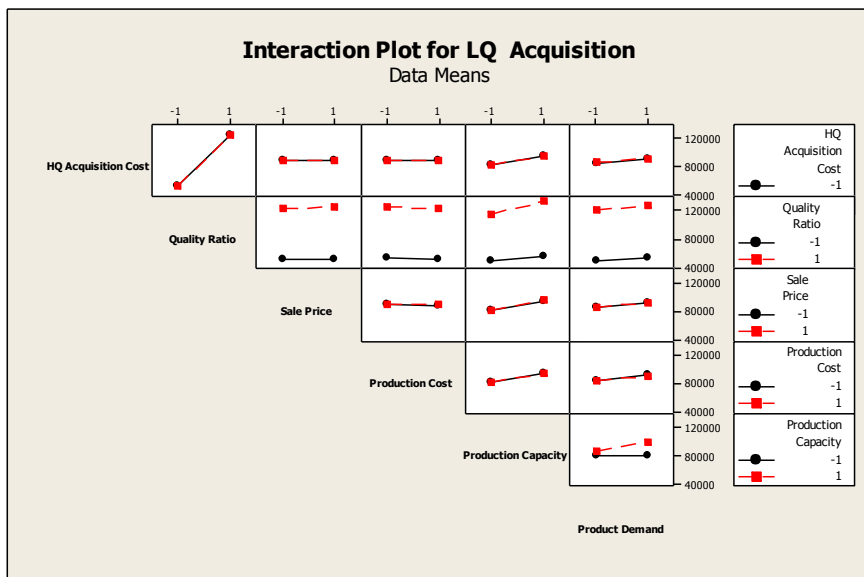 Interaction Plot for LQ Acquisition
Data Means
-1 1 -1 1 -1 1 -1 1 -1 1
HQ Acquisition Cost
120000
80000
40000
HQ
Acquisition
Cost
-1
Quality Ratio
120000
80000
40000
Quality
Ratio
-1
1
Sale Price
120000
80000
40000
Sale
Price
-1
1
Production Cost
120000
80000
40000
Production
Cost
-1
1
Production Capacity
120000
80000
40000
Production
Capacity
-1
1
Product Demand